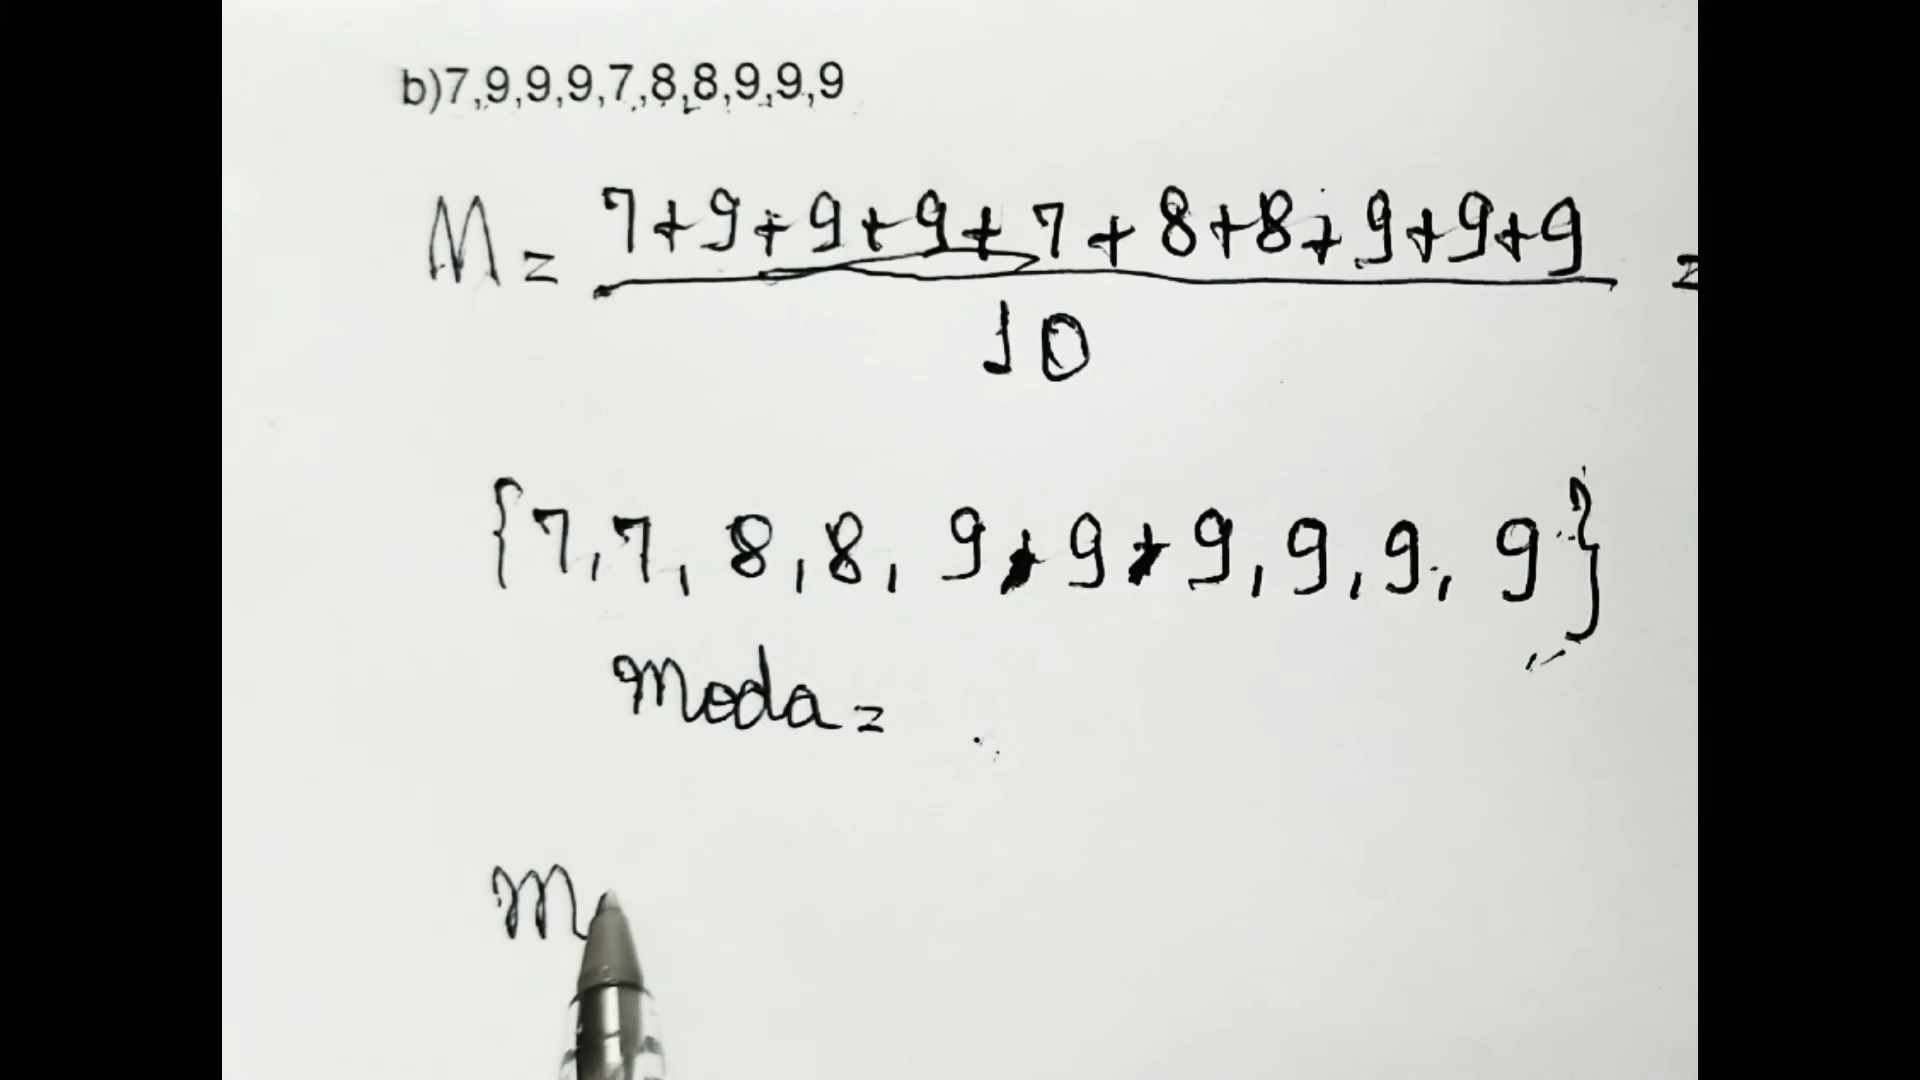 b)7,9,9,9,7,8,8,9,9,9
M = 7+9+9+9+7+8+8+9+9+9 =
10
{7,7,8,8,9,9,9,9,9,9}
Moda =